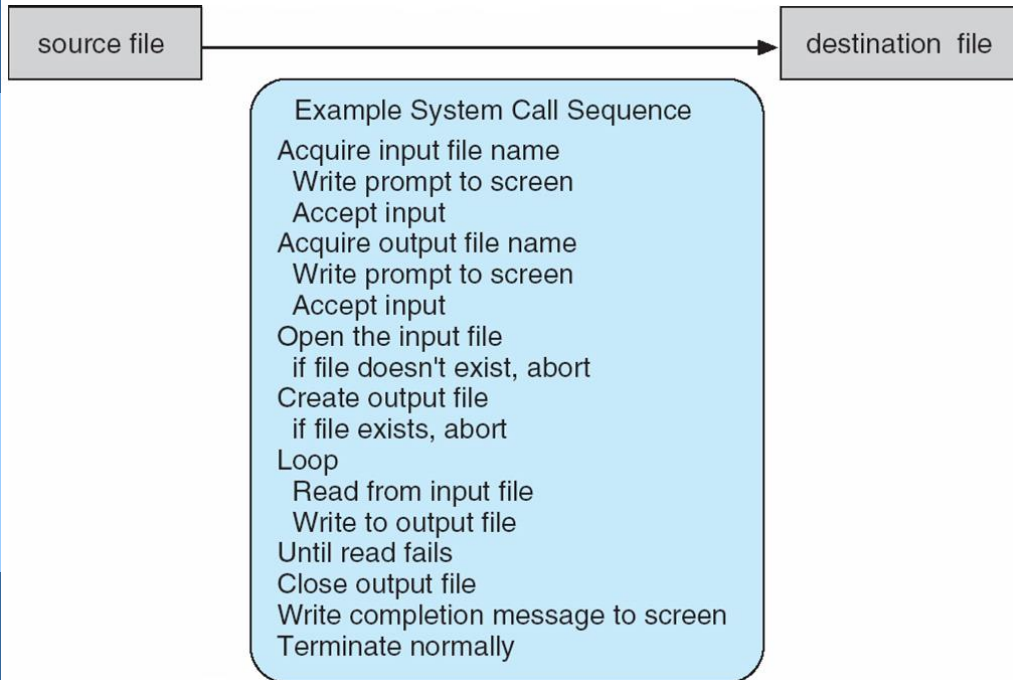 source file
destination file
Example System Call Sequence
Acquire input file name
Write prompt to screen
Accept input
Acquire output file name
Write prompt to screen
Accept input
Open the input file
if file doesn't exist, abort
Create output file
if file exists, abort
Loop
Read from input file
Write to output file
Until read fails
Close output file
Write completion message to screen
Terminate normally